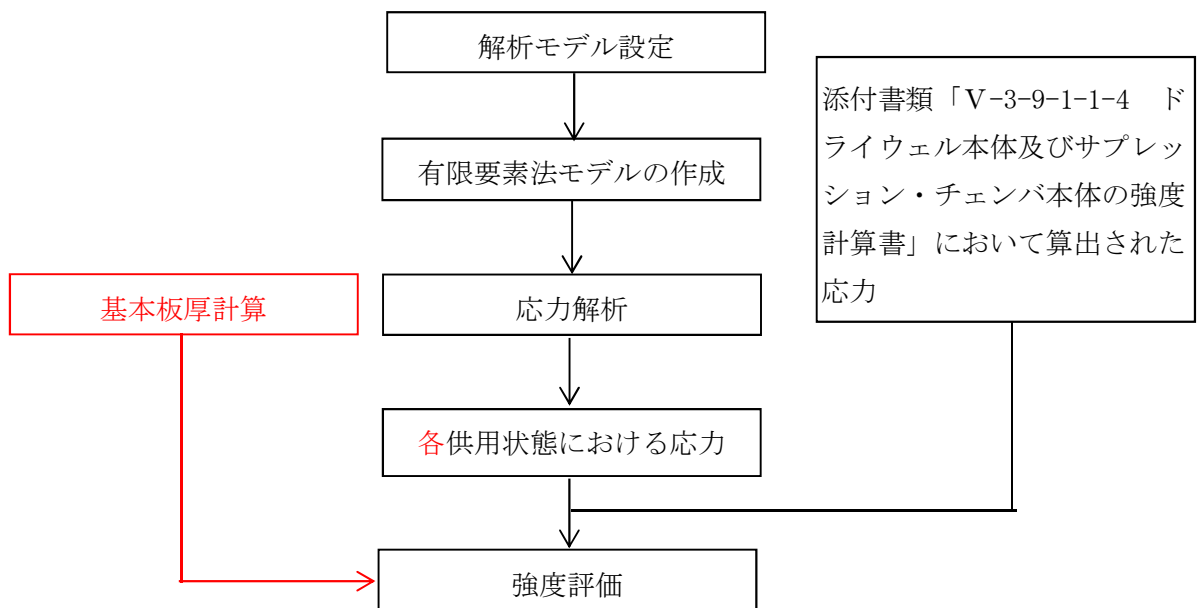 解析モデル設定
有限要素法モデルの作成
添付書類「Ⅴ-3-9-1-1-4　ド
ライウェル本体及びサプレッ
ション・チェンバ本体の強度
計算書」において算出された
応力
基本板厚計算
応力解析
各供用状態における応力
強度評価